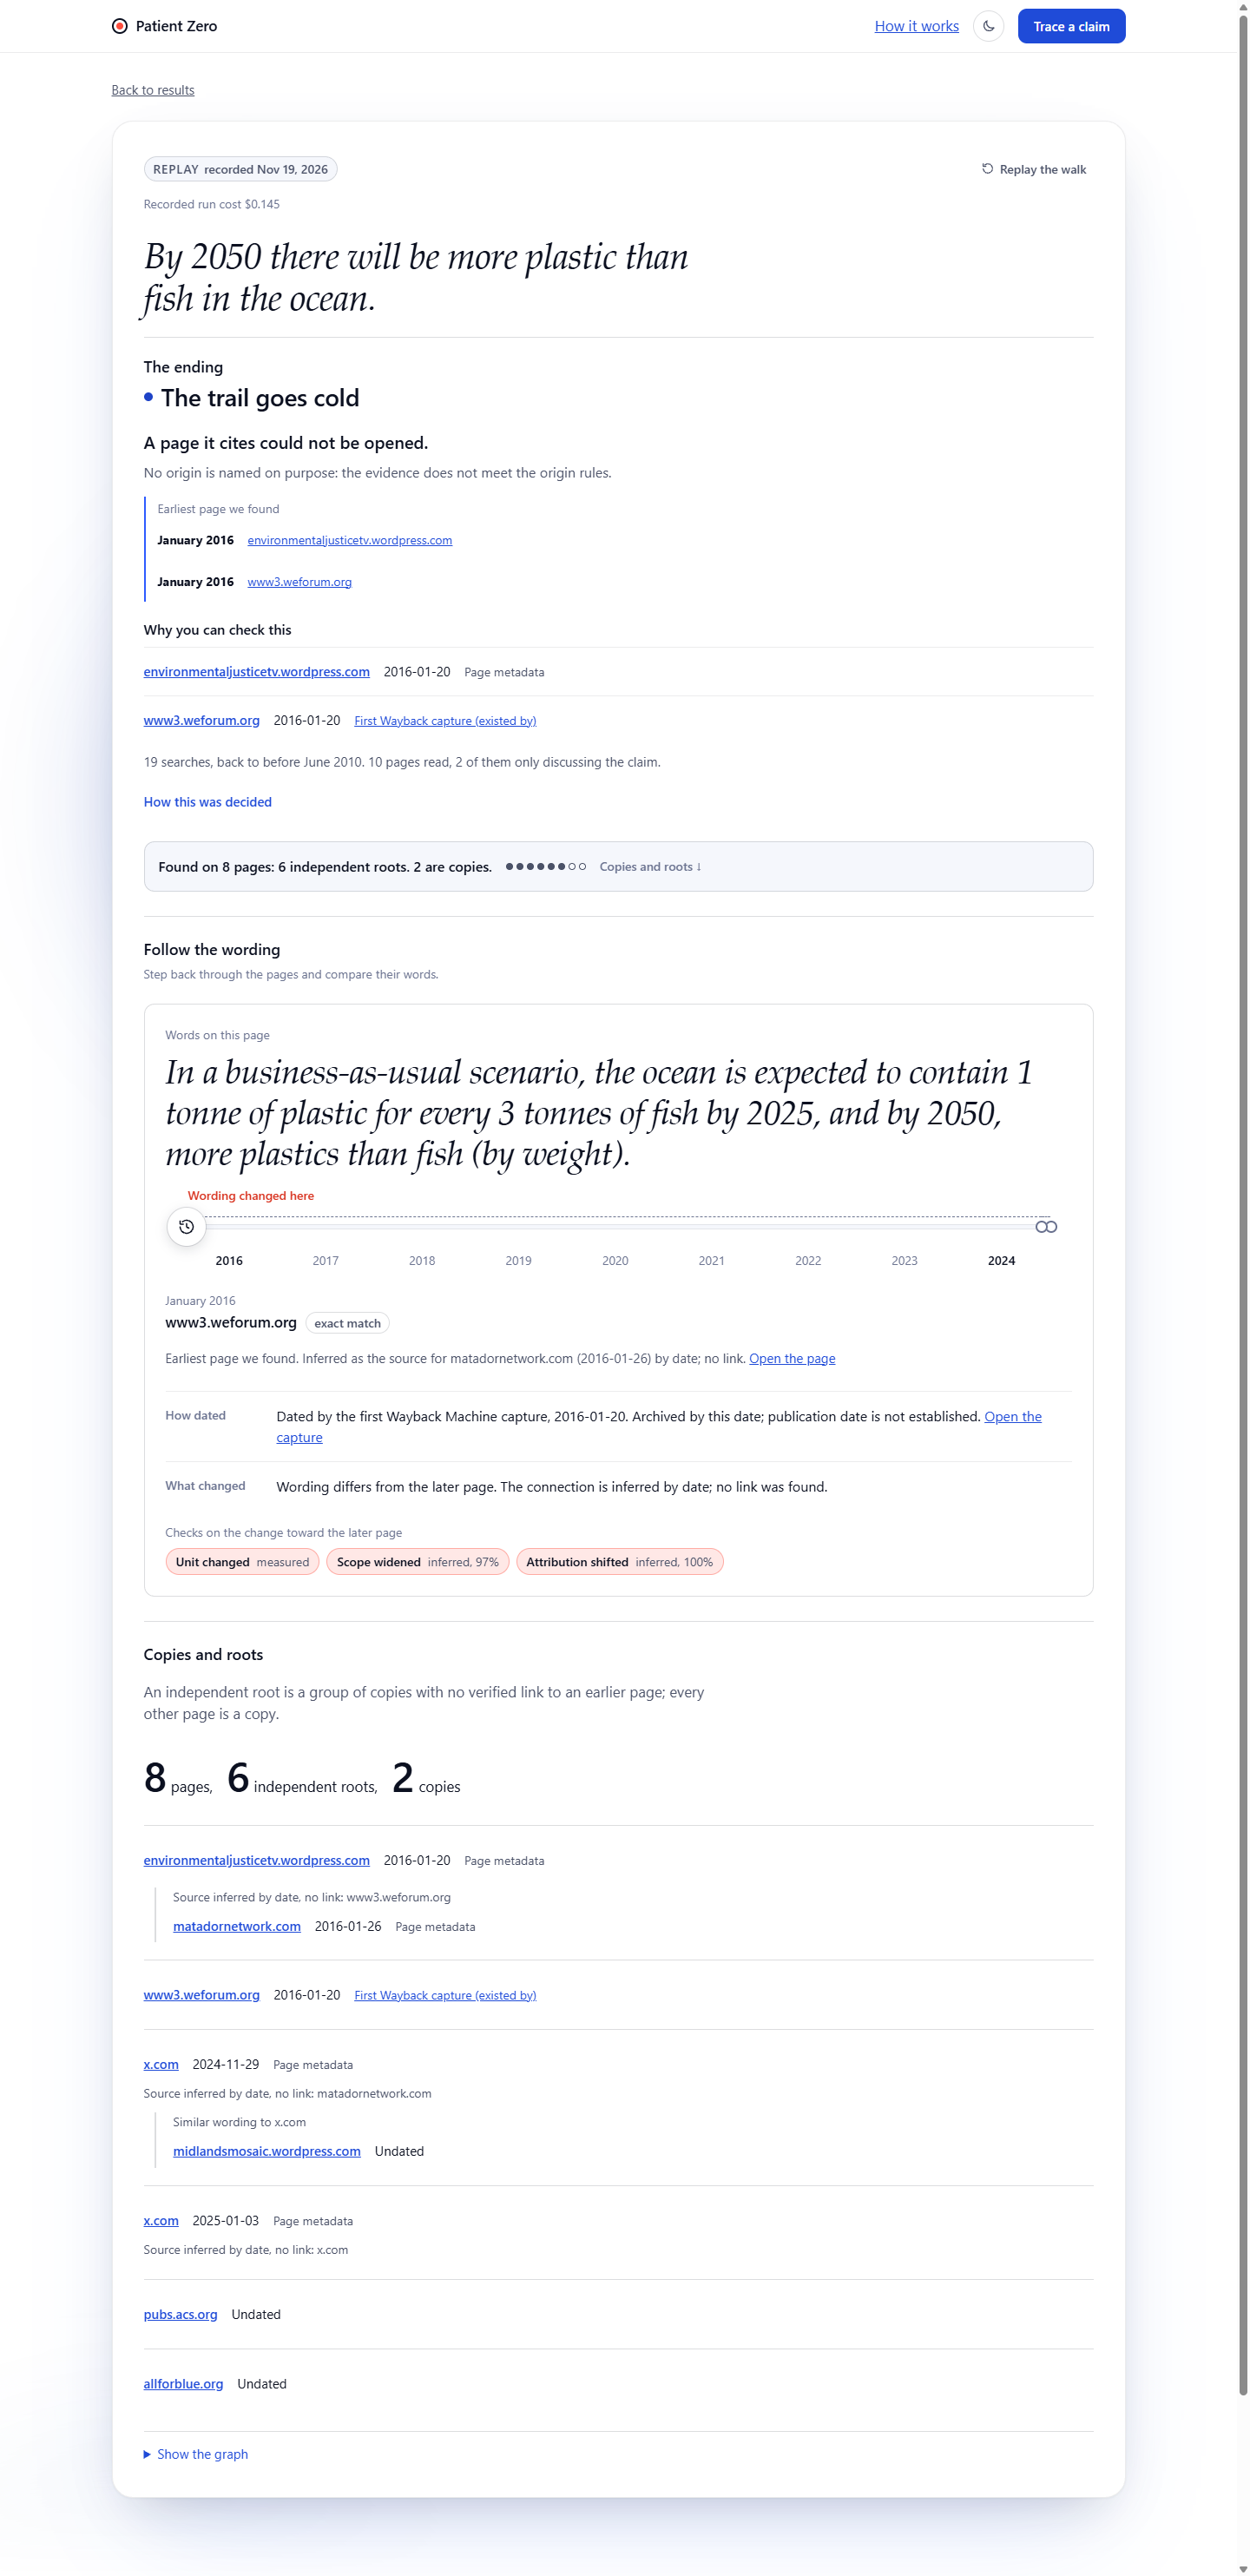 Patient Zero
How it works
Trace a claim
Back to results
REPLAY recorded Nov 19, 2026
Replay the walk
Recorded run cost $0.145
By 2050 there will be more plastic than
fish in the ocean.
The ending
The trail goes cold
A page it cites could not be opened.
No origin is named on purpose: the evidence does not meet the origin rules.
Earliest page we found
January 2016 environmentaljusticetv.wordpress.com
January 2016 www3.weforum.org
Why you can check this
environmentaljusticetv.wordpress.com 2016-01-20 Page metadata
www3.weforum.org 2016-01-20 First Wayback capture (existed by)
19 searches, back to before June 2010. 10 pages read, 2 of them only discussing the claim.
How this was decided
Found on 8 pages: 6 independent roots. 2 are copies. Copies and roots ↓
Follow the wording
Step back through the pages and compare their words.
Words on this page
In a business-as-usual scenario, the ocean is expected to contain 1
tonne of plastic for every 3 tonnes of fish by 2025, and by 2050,
more plastics than fish (by weight).
Wording changed here
2016 2017 2018 2019 2020 2021 2022 2023 2024
January 2016
www3.weforum.org exact match
Earliest page we found. Inferred as the source for matadornetwork.com (2016-01-26) by date; no link. Open the page
How dated Dated by the first Wayback Machine capture, 2016-01-20. Archived by this date; publication date is not established. Open the
capture
What changed Wording differs from the later page. The connection is inferred by date; no link was found.
Checks on the change toward the later page
Unit changed measured Scope widened inferred, 97% Attribution shifted inferred, 100%
Copies and roots
An independent root is a group of copies with no verified link to an earlier page; every
other page is a copy.
8 pages, 6 independent roots, 2 copies
environmentaljusticetv.wordpress.com 2016-01-20 Page metadata
Source inferred by date, no link: www3.weforum.org
matadornetwork.com 2016-01-26 Page metadata
www3.weforum.org 2016-01-20 First Wayback capture (existed by)
x.com 2024-11-29 Page metadata
Source inferred by date, no link: matadornetwork.com
Similar wording to x.com
midlandsmosaic.wordpress.com Undated
x.com 2025-01-03 Page metadata
Source inferred by date, no link: x.com
pubs.acs.org Undated
allforblue.org Undated
Show the graph